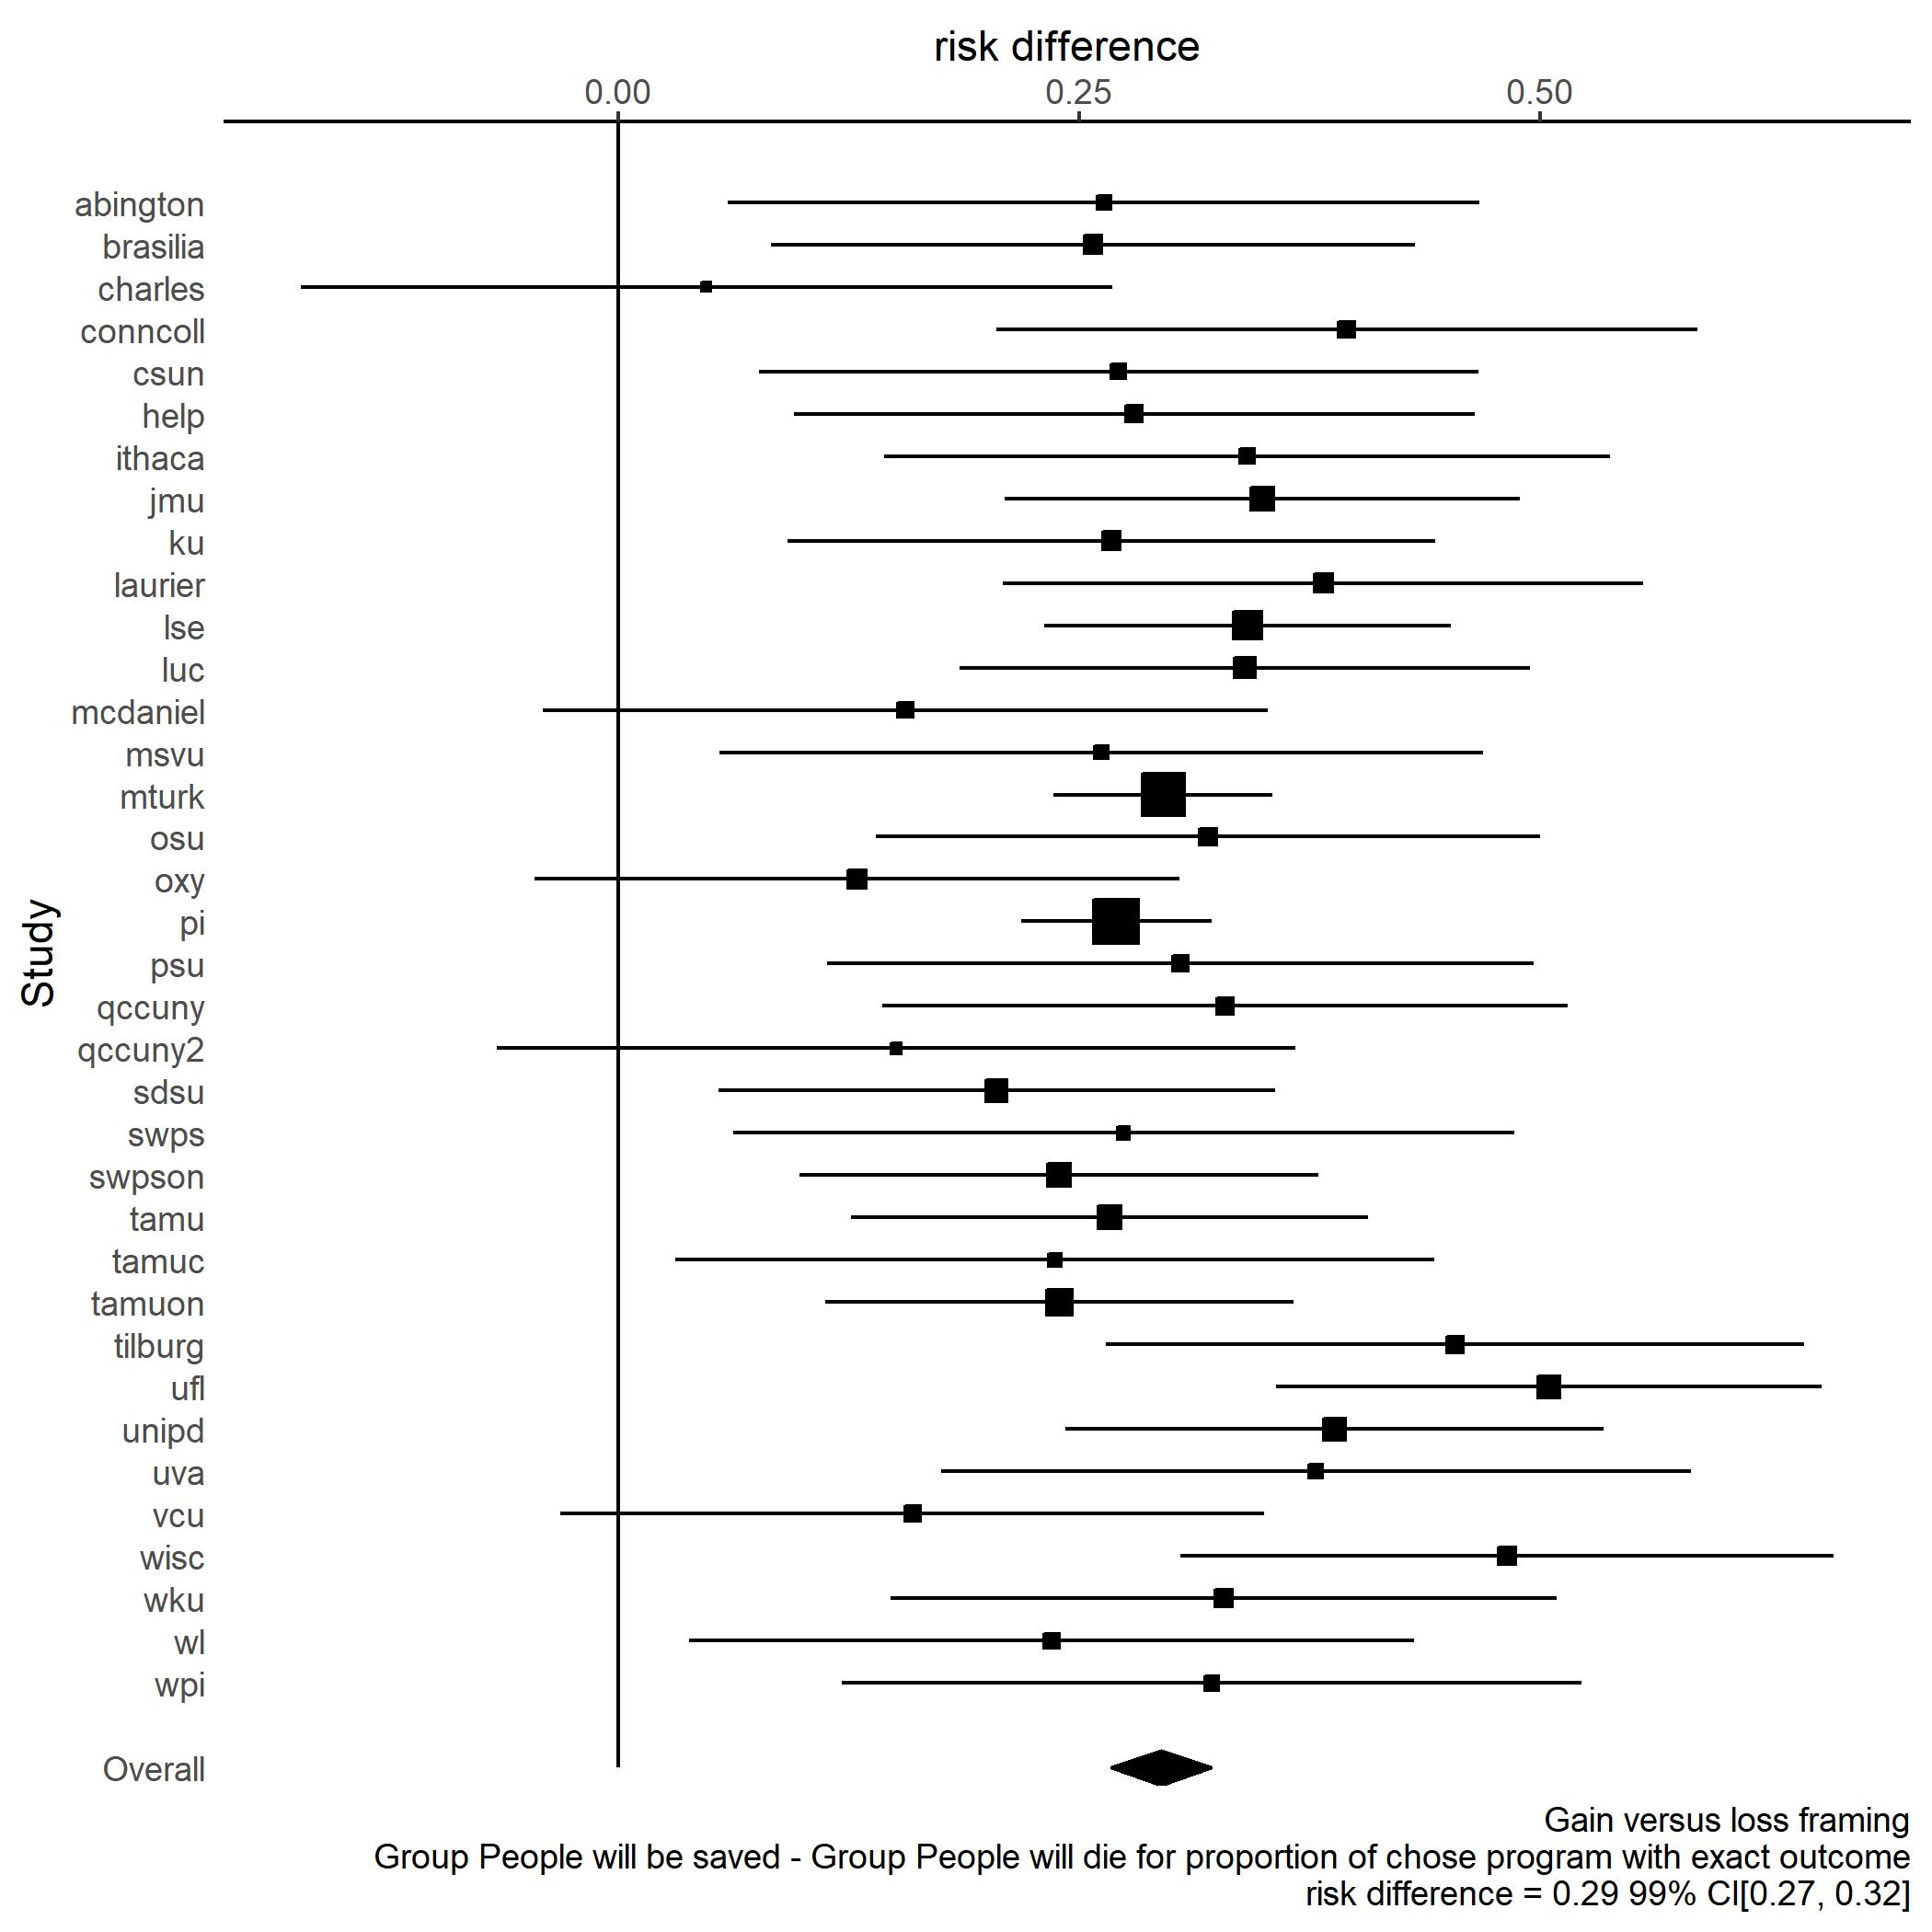 risk difference
0.00 0.25 0.50
abington
brasilia
charles
conncoll
csun
help
ithaca
jmu
ku
laurier
lse
luc
mcdaniel
msvu
mturk
osu
oxy
pi
psu
qccuny
qccuny2
sdsu
swps
swpson
tamu
tamuc
tamuon
tilburg
ufl
unipd
uva
vcu
wisc
wku
wl
wpi
Overall
Study
Gain versus loss framing
Group People will be saved - Group People will die for proportion of chose program with exact outcome
risk difference = 0.29 99% CI[0.27, 0.32]